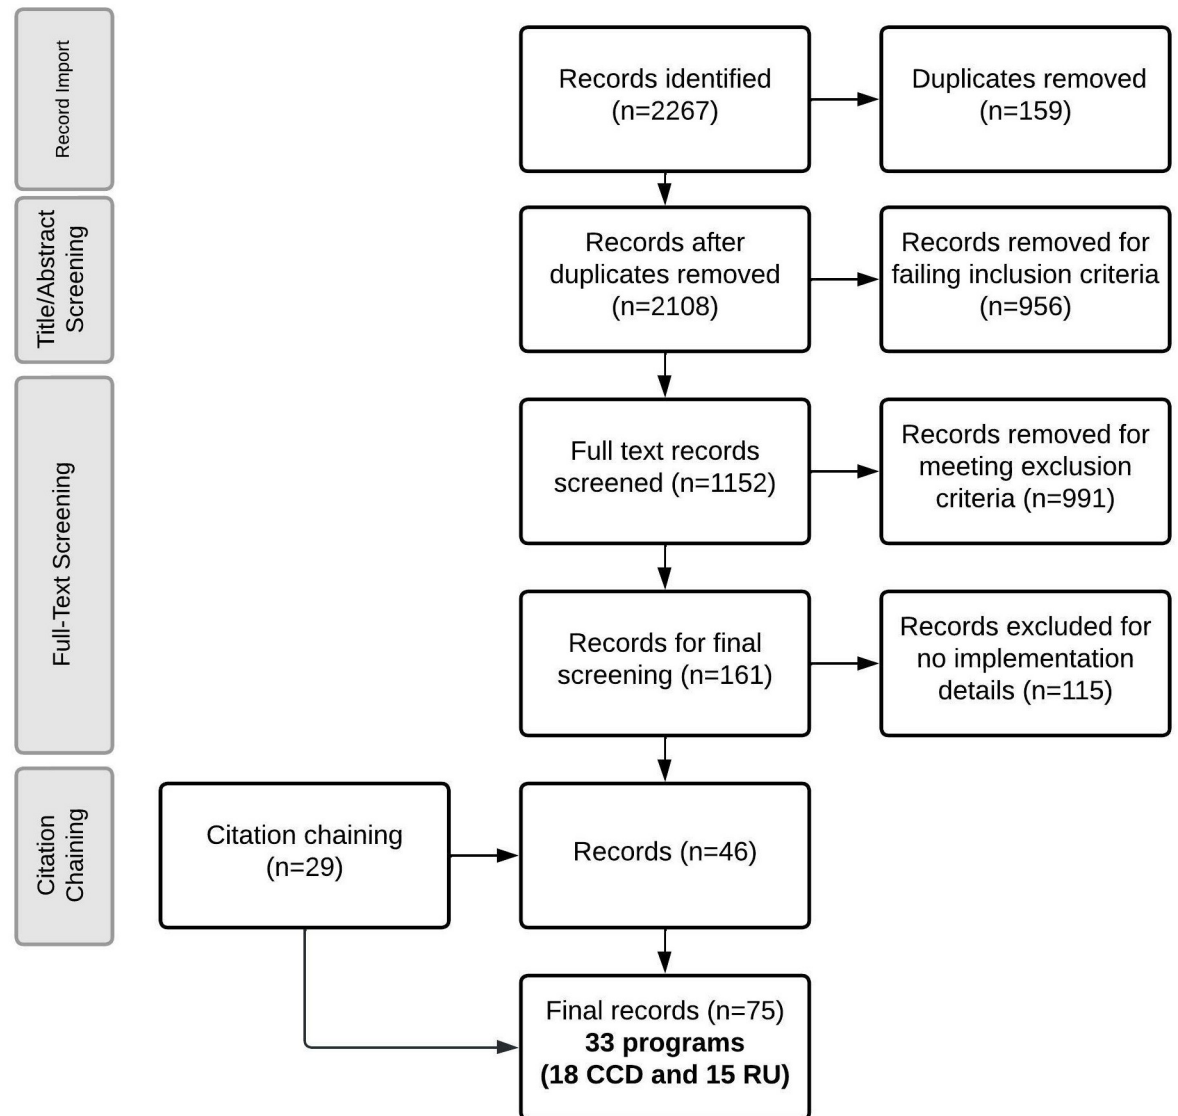 Record Import
Records identified
(n=2267)
Duplicates removed
(n=159)
Title/Abstract
Screening
Records after
duplicates removed
(n=2108)
Records removed for
failing inclusion criteria
(n=956)
Full-Text Screening
Full text records
screened (n=1152)
Records removed for
meeting exclusion
criteria (n=991)
Records for final
screening (n=161)
Records excluded for
no implementation
details (n=115)
Citation
Chaining
Citation chaining
(n=29)
Records (n=46)
Final records (n=75)
33 programs
(18 CCD and 15 RU)